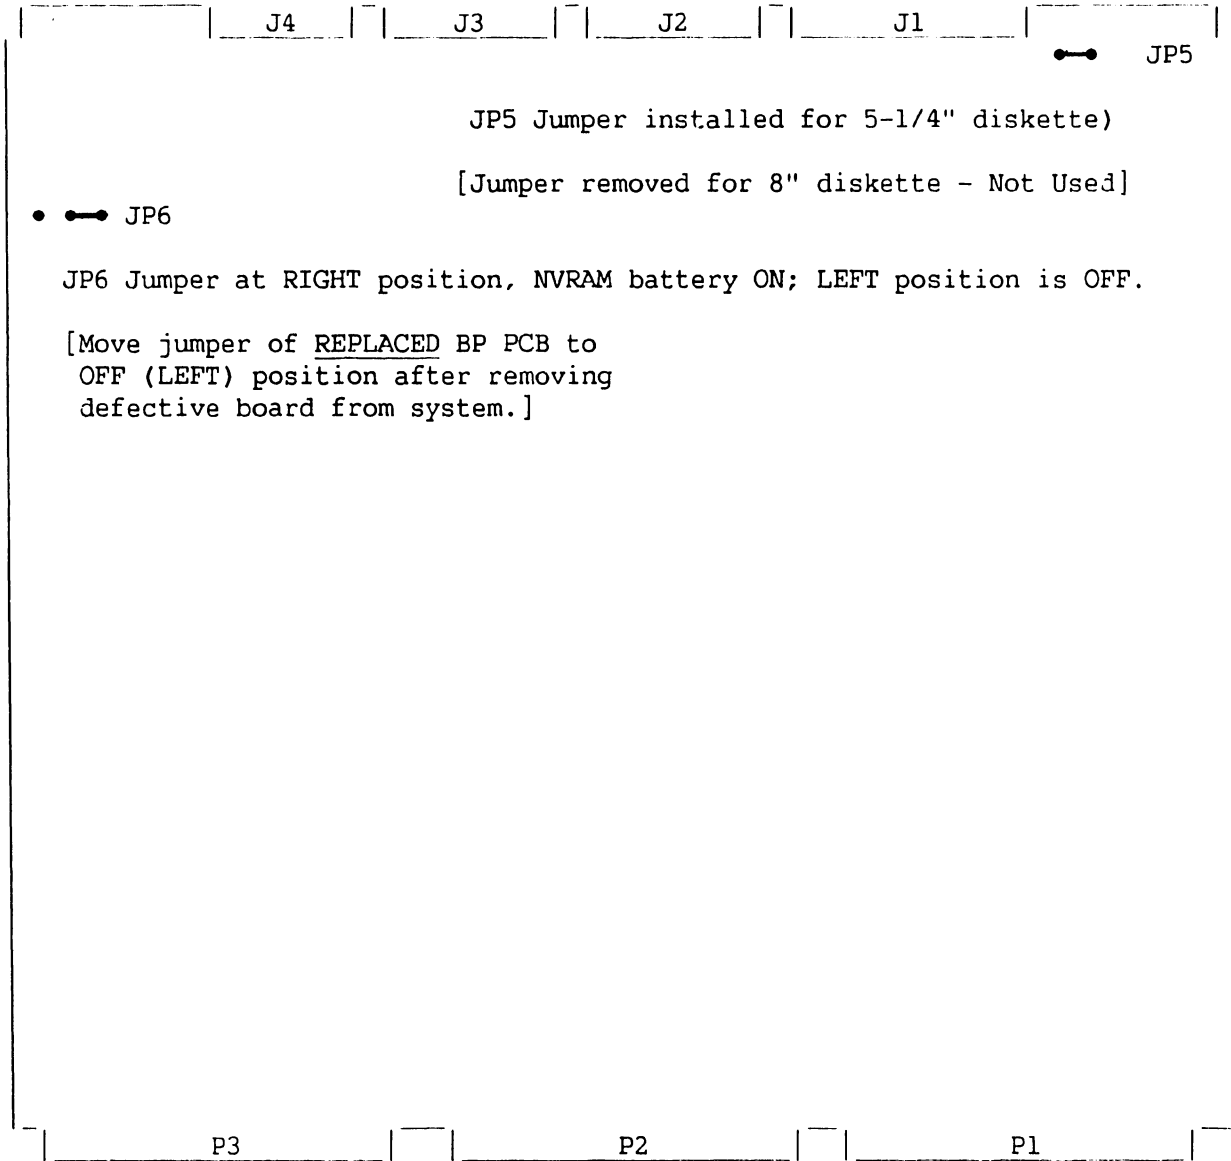 J4 J3 J2 J1
JP5
JP5 Jumper installed for 5-1/4" diskette)
[Jumper removed for 8" diskette - Not Used]
JP6
JP6 Jumper at RIGHT position, NVRAM battery ON; LEFT position is OFF.
[Move jumper of REPLACED BP PCB to
OFF (LEFT) position after removing
defective board from system.]
P3 P2 P1